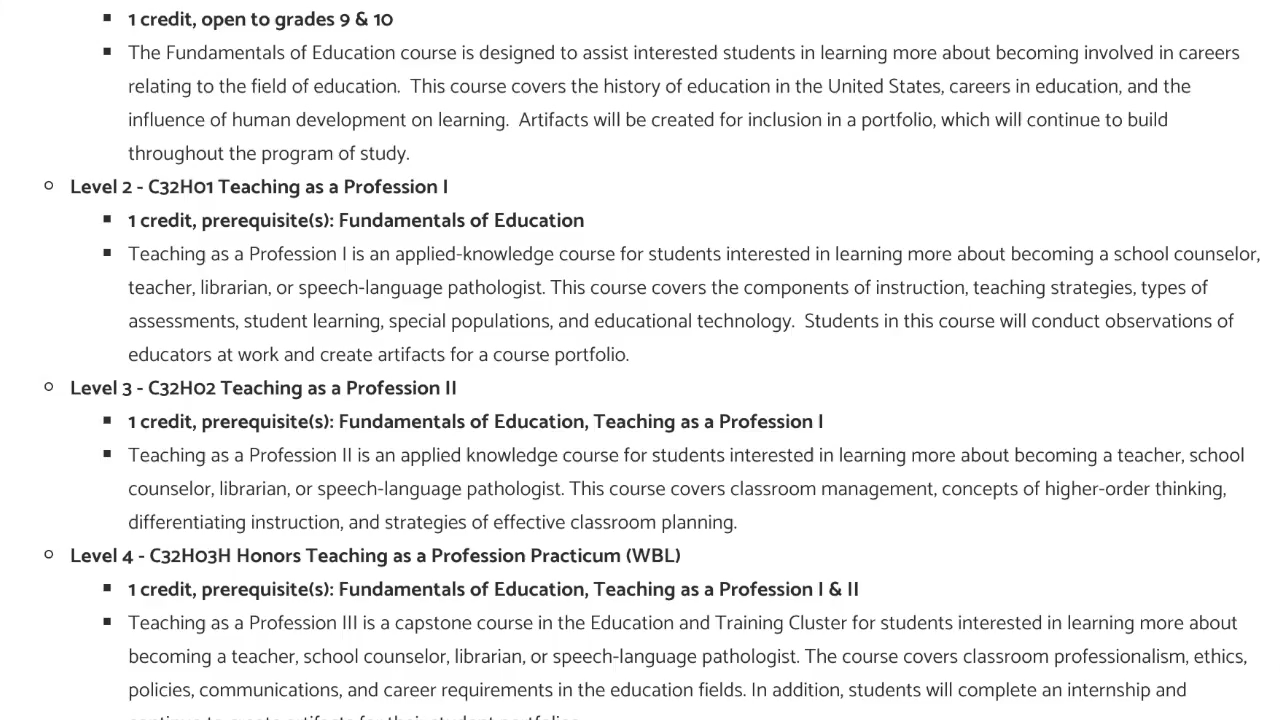 1 credit, open to grades 9 & 10
The Fundamentals of Education course is designed to assist interested students in learning more about becoming involved in careers
relating to the field of education.  This course covers the history of education in the United States, careers in education, and the
influence of human development on learning.  Artifacts will be created for inclusion in a portfolio, which will continue to build
throughout the program of study.
Level 2 - C32H01 Teaching as a Profession I
1 credit, prerequisite(s): Fundamentals of Education
Teaching as a Profession I is an applied-knowledge course for students interested in learning more about becoming a school counselor,
teacher, librarian, or speech-language pathologist. This course covers the components of instruction, teaching strategies, types of
assessments, student learning, special populations, and educational technology.  Students in this course will conduct observations of
educators at work and create artifacts for a course portfolio.
Level 3 - C32H02 Teaching as a Profession II
1 credit, prerequisite(s): Fundamentals of Education, Teaching as a Profession I
Teaching as a Profession II is an applied knowledge course for students interested in learning more about becoming a teacher, school
counselor, librarian, or speech-language pathologist. This course covers classroom management, concepts of higher-order thinking,
differentiating instruction, and strategies of effective classroom planning.
Level 4 - C32H03H Honors Teaching as a Profession Practicum (WBL)
1 credit, prerequisite(s): Fundamentals of Education, Teaching as a Profession I & II
Teaching as a Profession III is a capstone course in the Education and Training Cluster for students interested in learning more about
becoming a teacher, school counselor, librarian, or speech-language pathologist. The course covers classroom professionalism, ethics,
policies, communications, and career requirements in the education fields. In addition, students will complete an internship and